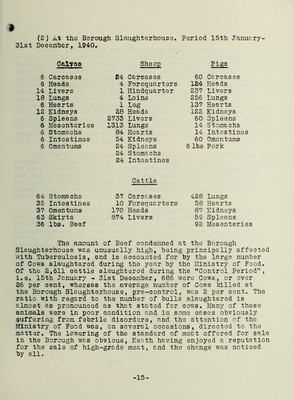 (2) At the Borough Slaughterhouse. Period 15th January-
31st December, 1940.
Calves Sheep Pigs
6 Carcases 24 Carcases 60 Carcases
6 Heads 4 Forequarters 124 Heads
14 Livers 1 Hindquarter 237 Livers
18 Lungs 4 Loins 256 Lungs
6 Hearts 1 Leg 137 Hearts
12 Kidneys 28 Heads 122 Kidneys
6 Spleens 2733 Livers 60 Spleens
6 Mesenteries 1313 Lungs 14 Stomachs
6 Stomachs 84 Hearts 14 Intestines
6 Intestines 54 Kidneys 60 Omentums
6 Omentums 24 Spleens 6 lbs Pork
24 Stomachs
24 Intestines
Cattle
64 Stomachs 37 Carcases 428 Lungs
35 Intestines 10 Forequarters 58 Hearts
37 Omentums 170 Heads 87 Kidneys
63 Skirts 874 Livers 59 Spleens
36 lbs. Beef 92 Mesenteries
The amount of Beef condemned at the Borough
Slaughterhouse was unusually high, being principally affected
with Tuberculosis, and is accounted for by the large number
of Cows slaughtered during the year by the Ministry of Food.
Of the 2,611 cattle slaughtered during the "Control Period",
i.e. 15th January - 31st December, 686 were Cows, or over
26 per cent, whereas the average number of Cows killed at
the Borough Slaughterhouse, pre-control, was 2 per cent. The
ratio with regard to the number of bulls slaughtered is
almost as pronounced as that stated for cows. Many of these
animals were in poor condition and in some cases obviously
suffering from febrile disorders, and the attention of the
Ministry of Food was, on several occasions, directed to the
matter. The lowering of the standard of meat offered for sale
in the Borough was obvious, Neath having enjoyed a reputation
for the sale of high-grade meat, and the change was noticed
by all.
-15-